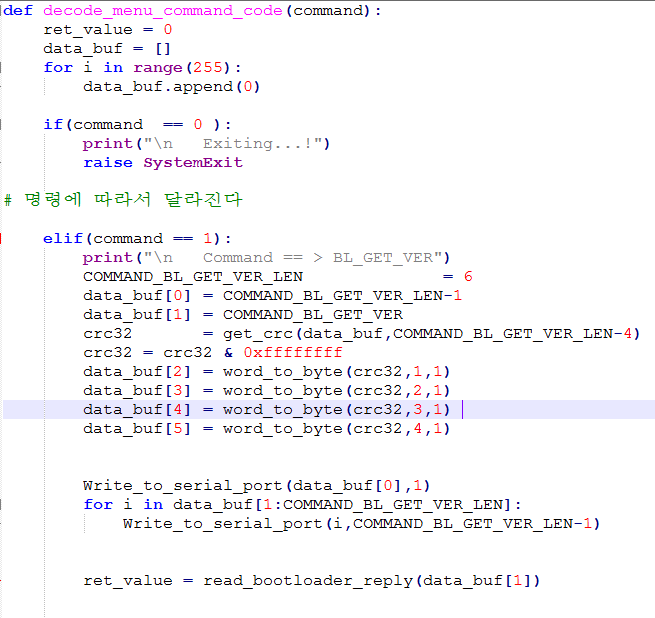 def decode_menu_command_code(command):
    ret_value = 0
    data_buf = []
    for i in range(255):
        data_buf.append(0)
    if(command  == 0 ):
        print("\n   Exiting...!")
        raise SystemExit
# 명령에 따라서 달라진다
    elif(command == 1):
        print("\n   Command == > BL_GET_VER")
        COMMAND_BL_GET_VER_LEN              = 6
        data_buf[0] = COMMAND_BL_GET_VER_LEN-1
        data_buf[1] = COMMAND_BL_GET_VER
        crc32       = get_crc(data_buf,COMMAND_BL_GET_VER_LEN-4)
        crc32 = crc32 & 0xffffffff
        data_buf[2] = word_to_byte(crc32,1,1)
        data_buf[3] = word_to_byte(crc32,2,1)
        data_buf[4] = word_to_byte(crc32,3,1)
        data_buf[5] = word_to_byte(crc32,4,1)
        Write_to_serial_port(data_buf[0],1)
        for i in data_buf[1:COMMAND_BL_GET_VER_LEN]:
            Write_to_serial_port(i,COMMAND_BL_GET_VER_LEN-1)
        ret_value = read_bootloader_reply(data_buf[1])